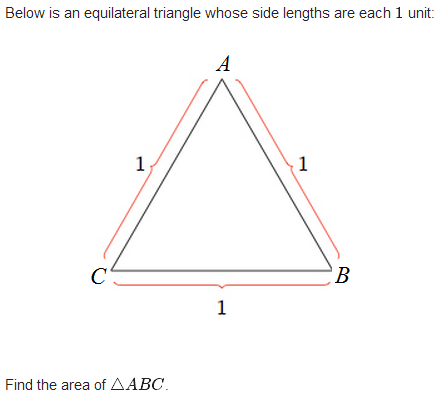 Below is an equilateral triangle whose side lengths are each 1 unit:
A
1 1
C B
1
Find the area of △ABC.